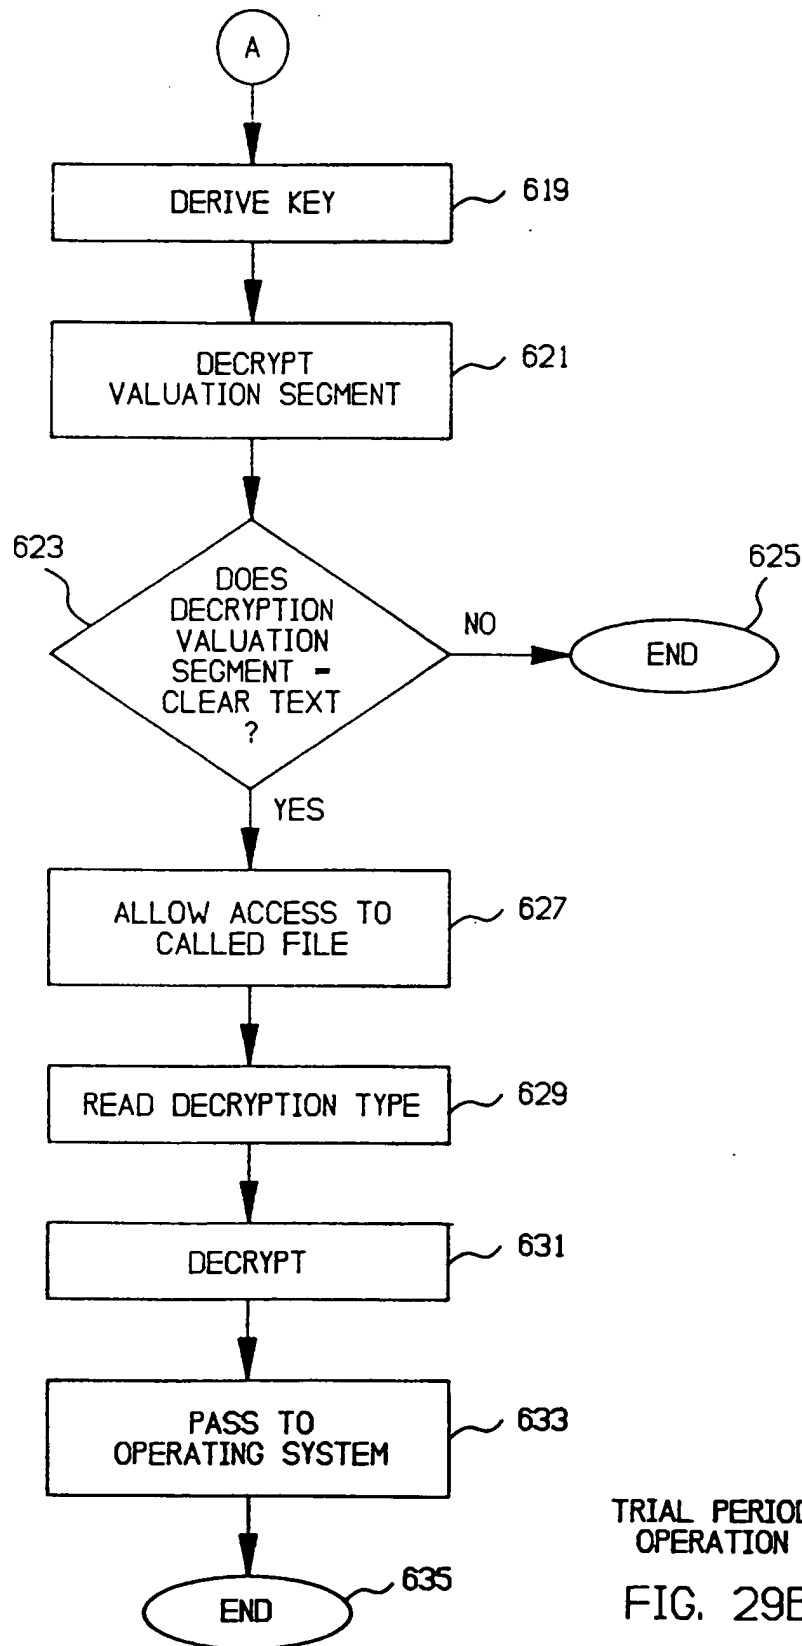 A
DERIVE KEY
619
DECRYPT
VALUATION SEGMENT
621
623
DOES
DECRYPTION
VALUATION
SEGMENT =
CLEAR TEXT
?
NO
625
END
YES
ALLOW ACCESS TO
CALLED FILE
627
READ DECRYPTION TYPE
629
DECRYPT
631
PASS TO
OPERATING SYSTEM
633
END
635
TRIAL PERIOD
OPERATION
FIG. 29B